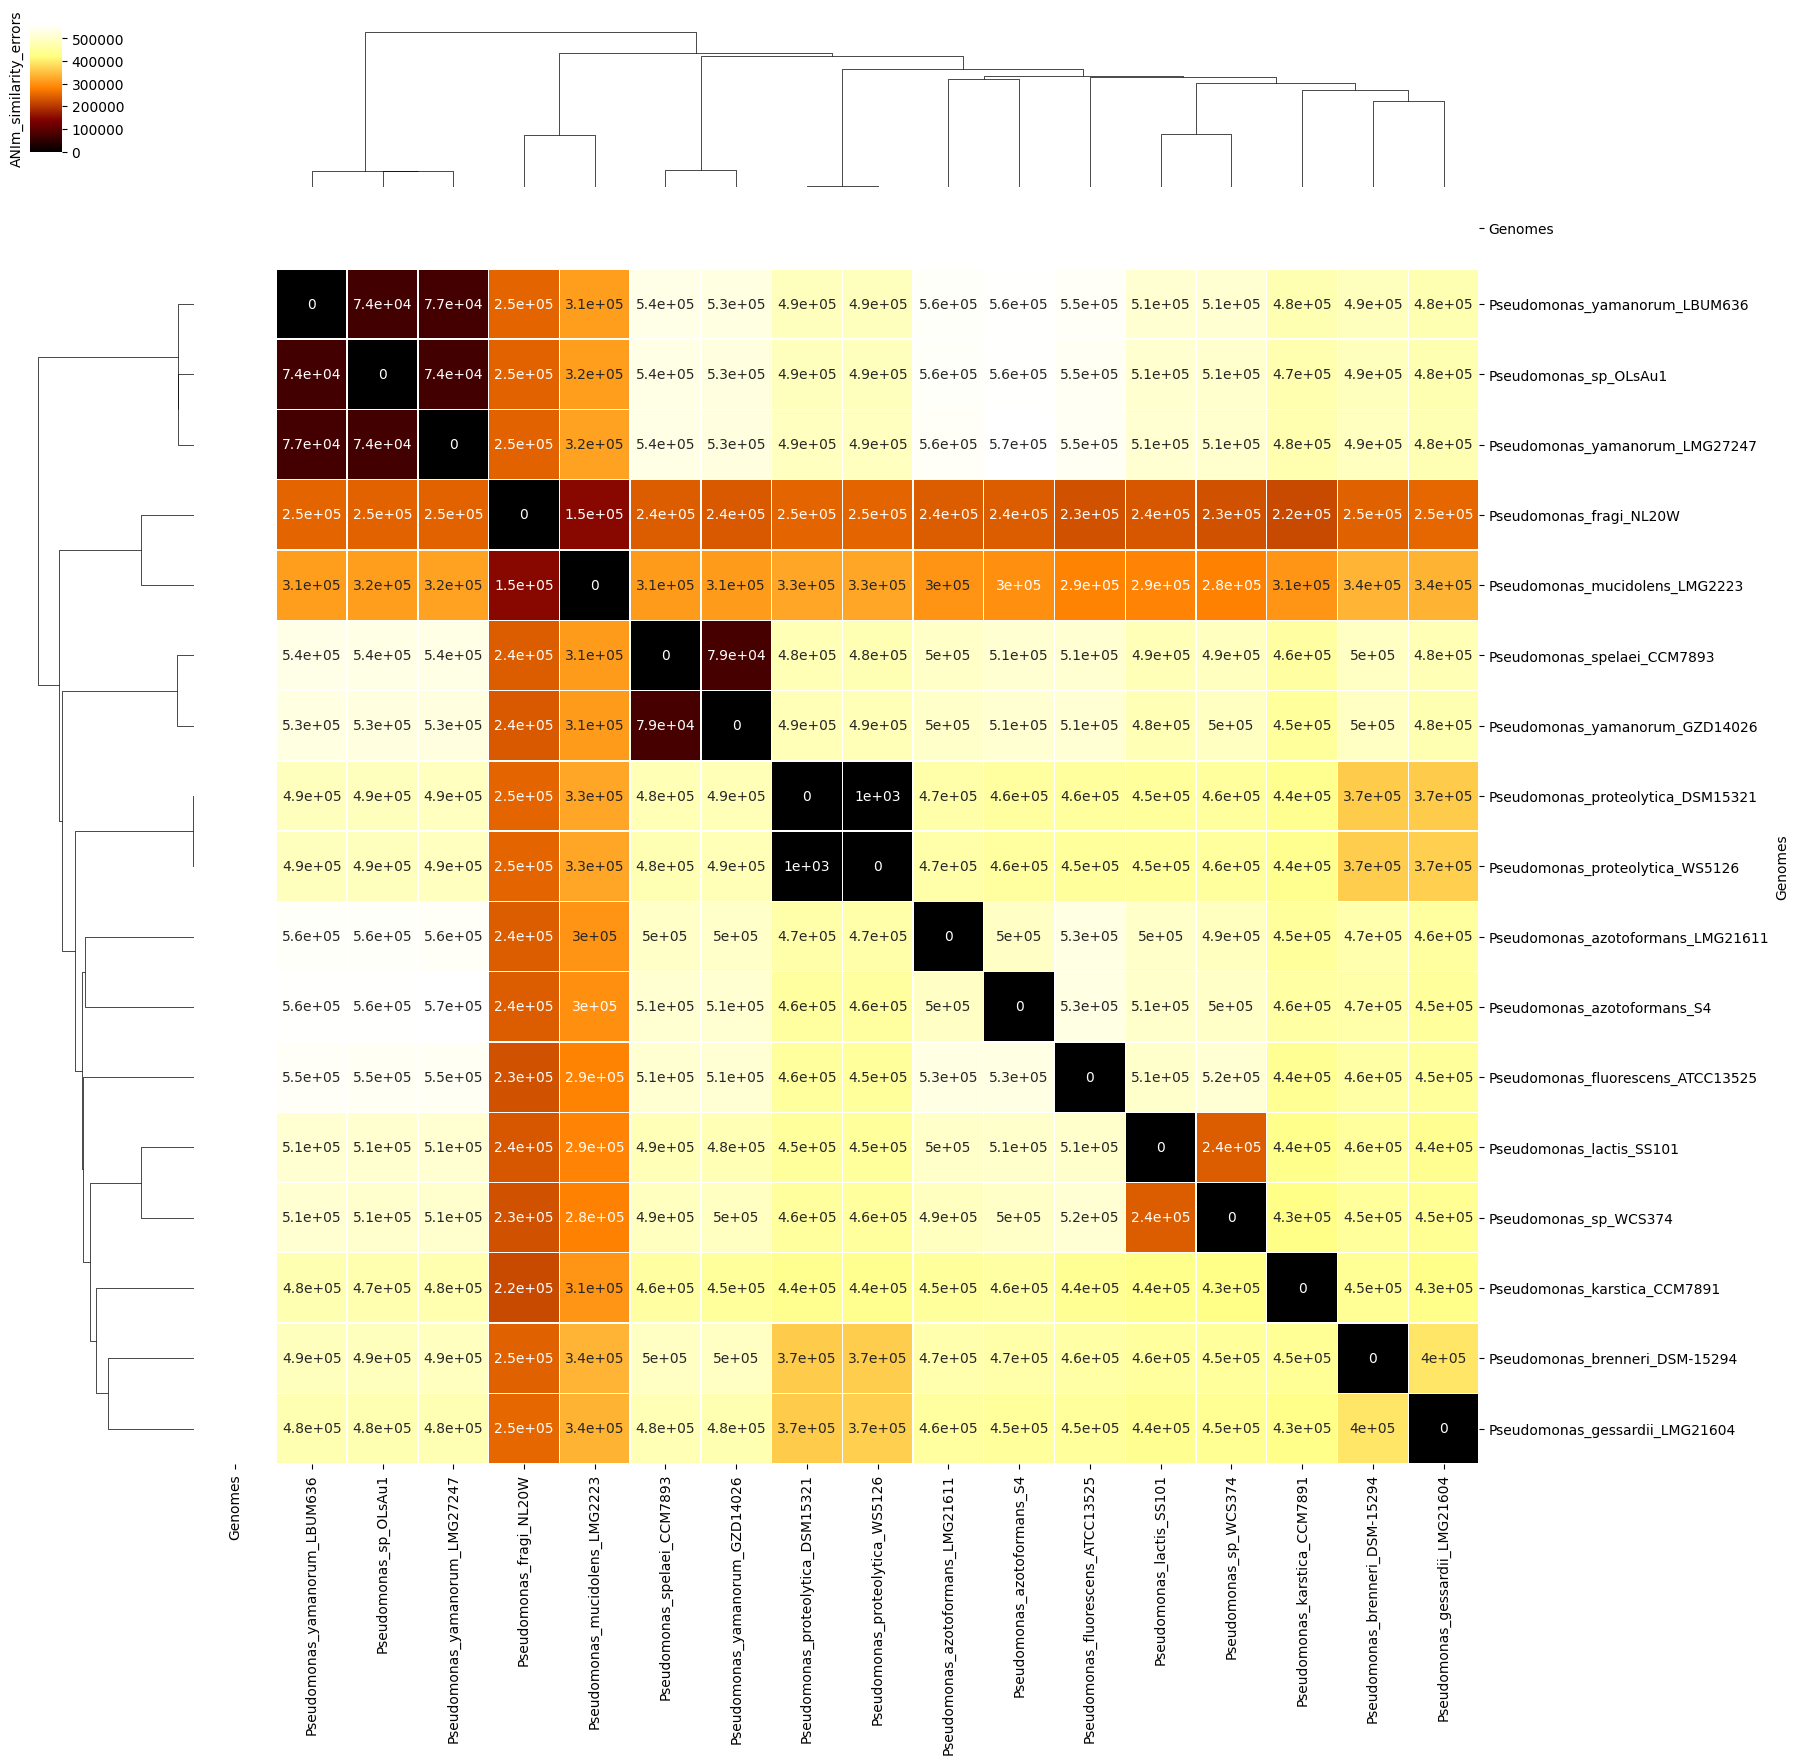 ANIm_similarity_errors
500000
400000
300000
200000
100000
0
Genomes
0 7.4e+04 7.7e+04 2.5e+05 3.1e+05 5.4e+05 5.3e+05 4.9e+05 4.9e+05 5.6e+05 5.6e+05 5.5e+05 5.1e+05 5.1e+05 4.8e+05 4.9e+05 4.8e+05 Pseudomonas_yamanorum_LBUM636
7.4e+04 0 7.4e+04 2.5e+05 3.2e+05 5.4e+05 5.3e+05 4.9e+05 4.9e+05 5.6e+05 5.6e+05 5.5e+05 5.1e+05 5.1e+05 4.7e+05 4.9e+05 4.8e+05 Pseudomonas_sp_OLsAu1
7.7e+04 7.4e+04 0 2.5e+05 3.2e+05 5.4e+05 5.3e+05 4.9e+05 4.9e+05 5.6e+05 5.7e+05 5.5e+05 5.1e+05 5.1e+05 4.8e+05 4.9e+05 4.8e+05 Pseudomonas_yamanorum_LMG27247
2.5e+05 2.5e+05 2.5e+05 0 1.5e+05 2.4e+05 2.4e+05 2.5e+05 2.5e+05 2.4e+05 2.4e+05 2.3e+05 2.4e+05 2.3e+05 2.2e+05 2.5e+05 2.5e+05 Pseudomonas_fragi_NL20W
3.1e+05 3.2e+05 3.2e+05 1.5e+05 0 3.1e+05 3.1e+05 3.3e+05 3.3e+05 3e+05 3e+05 2.9e+05 2.9e+05 2.8e+05 3.1e+05 3.4e+05 3.4e+05 Pseudomonas_mucidolens_LMG2223
5.4e+05 5.4e+05 5.4e+05 2.4e+05 3.1e+05 0 7.9e+04 4.8e+05 4.8e+05 5e+05 5.1e+05 5.1e+05 4.9e+05 4.9e+05 4.6e+05 5e+05 4.8e+05 Pseudomonas_spelaei_CCM7893
5.3e+05 5.3e+05 5.3e+05 2.4e+05 3.1e+05 7.9e+04 0 4.9e+05 4.9e+05 5e+05 5.1e+05 5.1e+05 4.8e+05 5e+05 4.5e+05 5e+05 4.8e+05 Pseudomonas_yamanorum_GZD14026
4.9e+05 4.9e+05 4.9e+05 2.5e+05 3.3e+05 4.8e+05 4.9e+05 0 1e+03 4.7e+05 4.6e+05 4.6e+05 4.5e+05 4.6e+05 4.4e+05 3.7e+05 3.7e+05 Pseudomonas_proteolytica_DSM15321
4.9e+05 4.9e+05 4.9e+05 2.5e+05 3.3e+05 4.8e+05 4.9e+05 1e+03 0 4.7e+05 4.6e+05 4.5e+05 4.5e+05 4.6e+05 4.4e+05 3.7e+05 3.7e+05 Pseudomonas_proteolytica_WS5126
Genomes
5.6e+05 5.6e+05 5.6e+05 2.4e+05 3e+05 5e+05 5e+05 4.7e+05 4.7e+05 0 5e+05 5.3e+05 5e+05 4.9e+05 4.5e+05 4.7e+05 4.6e+05 Pseudomonas_azotoformans_LMG21611
5.6e+05 5.6e+05 5.7e+05 2.4e+05 3e+05 5.1e+05 5.1e+05 4.6e+05 4.6e+05 5e+05 0 5.3e+05 5.1e+05 5e+05 4.6e+05 4.7e+05 4.5e+05 Pseudomonas_azotoformans_S4
5.5e+05 5.5e+05 5.5e+05 2.3e+05 2.9e+05 5.1e+05 5.1e+05 4.6e+05 4.5e+05 5.3e+05 5.3e+05 0 5.1e+05 5.2e+05 4.4e+05 4.6e+05 4.5e+05 Pseudomonas_fluorescens_ATCC13525
5.1e+05 5.1e+05 5.1e+05 2.4e+05 2.9e+05 4.9e+05 4.8e+05 4.5e+05 4.5e+05 5e+05 5.1e+05 5.1e+05 0 2.4e+05 4.4e+05 4.6e+05 4.4e+05 Pseudomonas_lactis_SS101
5.1e+05 5.1e+05 5.1e+05 2.3e+05 2.8e+05 4.9e+05 5e+05 4.6e+05 4.6e+05 4.9e+05 5e+05 5.2e+05 2.4e+05 0 4.3e+05 4.5e+05 4.5e+05 Pseudomonas_sp_WCS374
4.8e+05 4.7e+05 4.8e+05 2.2e+05 3.1e+05 4.6e+05 4.5e+05 4.4e+05 4.4e+05 4.5e+05 4.6e+05 4.4e+05 4.4e+05 4.3e+05 0 4.5e+05 4.3e+05 Pseudomonas_karstica_CCM7891
4.9e+05 4.9e+05 4.9e+05 2.5e+05 3.4e+05 5e+05 5e+05 3.7e+05 3.7e+05 4.7e+05 4.7e+05 4.6e+05 4.6e+05 4.5e+05 4.5e+05 0 4e+05 Pseudomonas_brenneri_DSM-15294
4.8e+05 4.8e+05 4.8e+05 2.5e+05 3.4e+05 4.8e+05 4.8e+05 3.7e+05 3.7e+05 4.6e+05 4.5e+05 4.5e+05 4.4e+05 4.5e+05 4.3e+05 4e+05 0 Pseudomonas_gessardii_LMG21604
Genomes
Pseudomonas_yamanorum_LBUM636
Pseudomonas_sp_OLsAu1
Pseudomonas_yamanorum_LMG27247
Pseudomonas_fragi_NL20W
Pseudomonas_mucidolens_LMG2223
Pseudomonas_spelaei_CCM7893
Pseudomonas_yamanorum_GZD14026
Pseudomonas_proteolytica_DSM15321
Pseudomonas_proteolytica_WS5126
Pseudomonas_azotoformans_LMG21611
Pseudomonas_azotoformans_S4
Pseudomonas_fluorescens_ATCC13525
Pseudomonas_lactis_SS101
Pseudomonas_sp_WCS374
Pseudomonas_karstica_CCM7891
Pseudomonas_brenneri_DSM-15294
Pseudomonas_gessardii_LMG21604